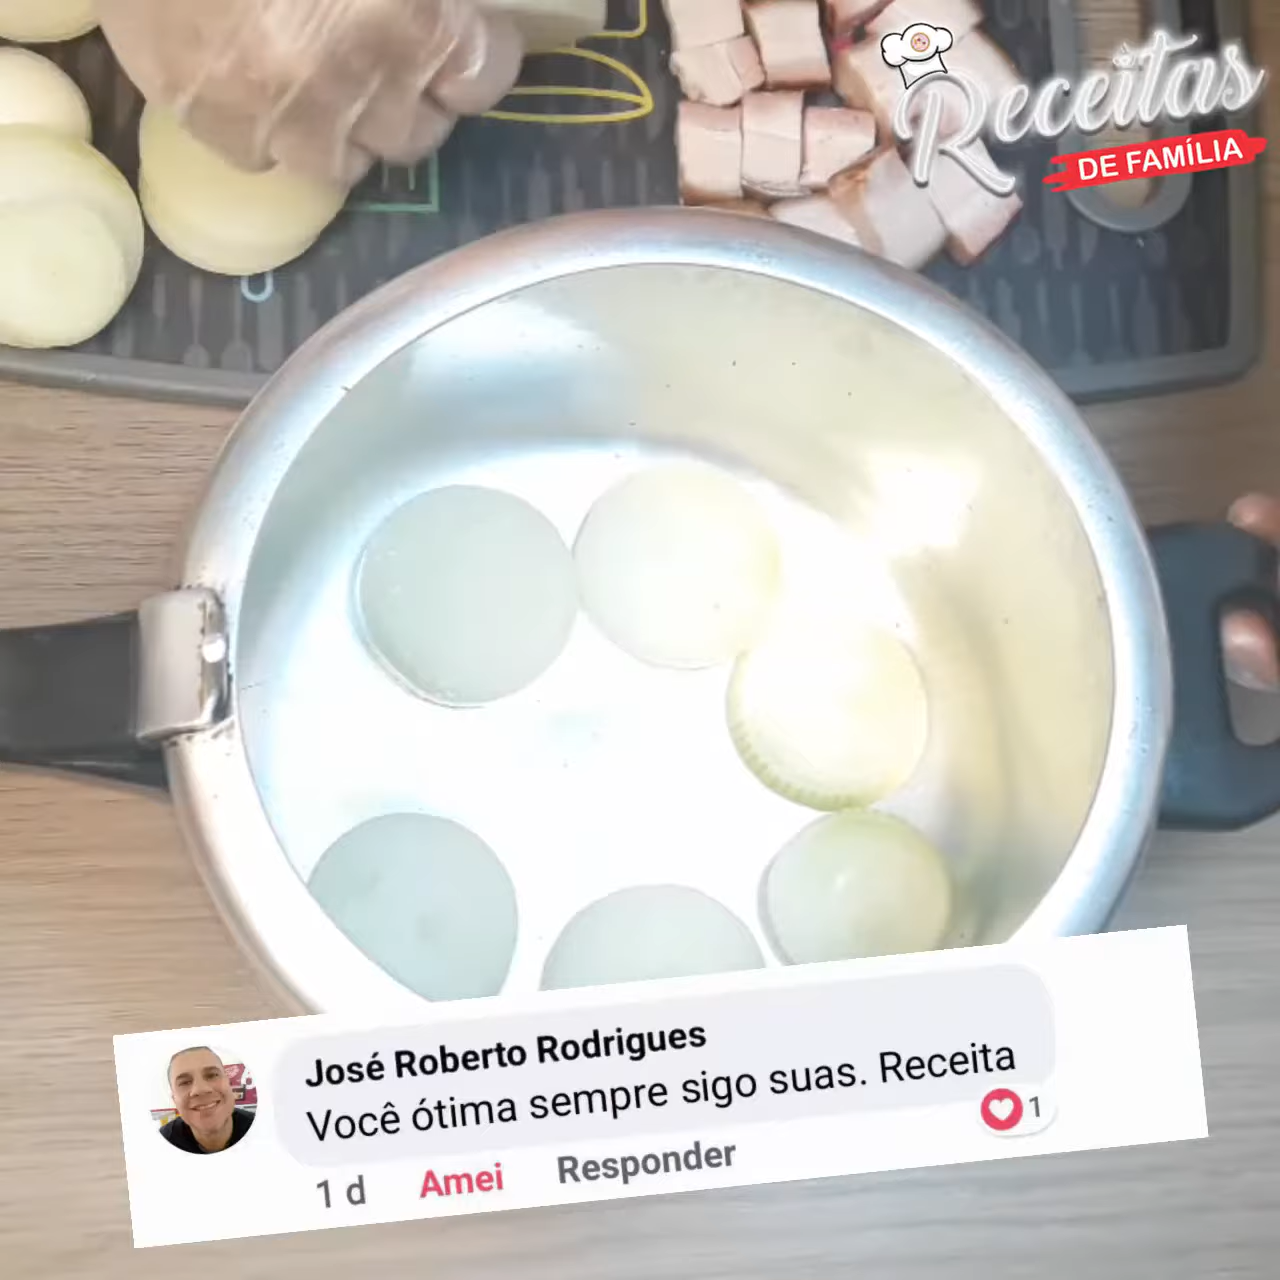 Receitas
DE FAMÍLIA
José Roberto Rodrigues
Você ótima sempre sigo suas. Receita
1
1 d Amei Responder